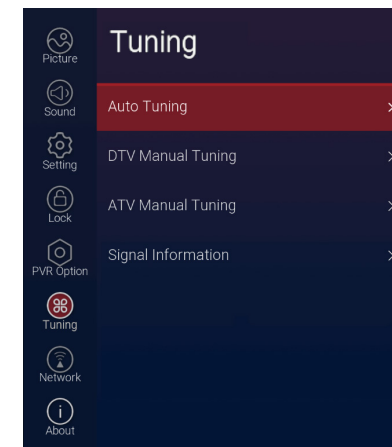 Tuning
Picture
Sound
Setting
Lock
PVR Option
Tuning
Network
About
Auto Tuning
DTV Manual Tuning
ATV Manual Tuning
Signal Information